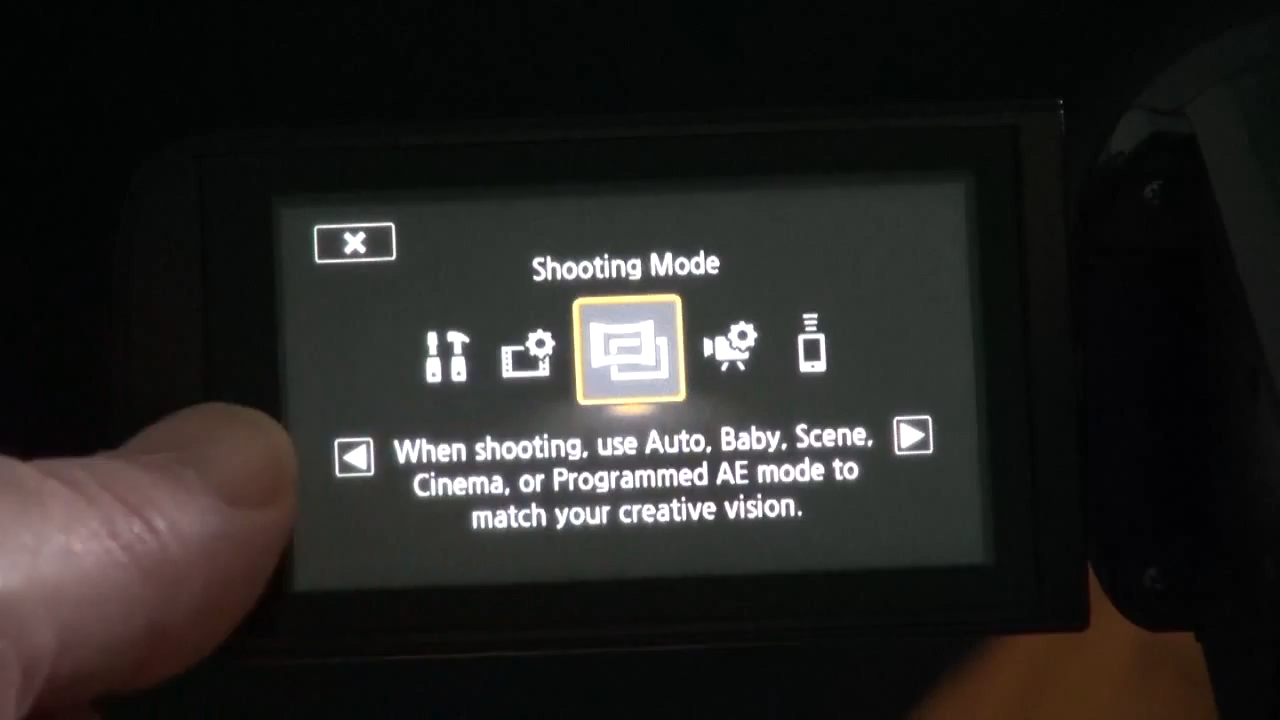 Shooting Mode
When shooting, use Auto, Baby, Scene,
Cinema, or Programmed AE mode to
match your creative vision.